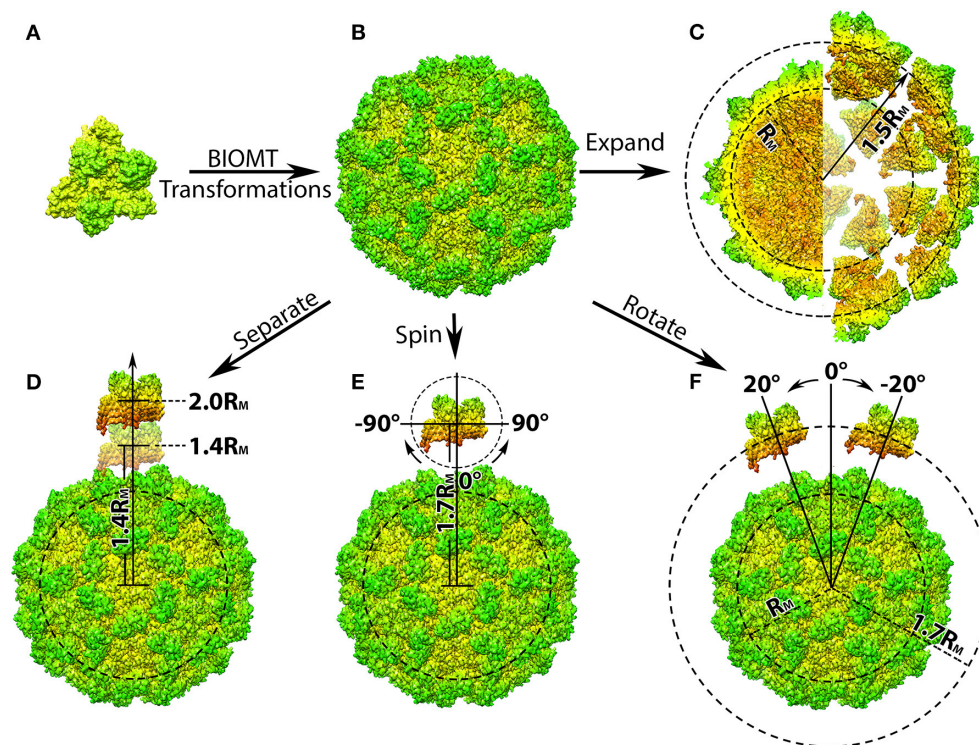 A
B
C
BIOMT
Transformations
Expand
RM
1.5RM
Separate
Spin
Rotate
D
2.0RM
1.4RM
1.4RM
E
-90°
90°
0°
1.7RM
F
20°
0°
-20°
RM
1.7RM